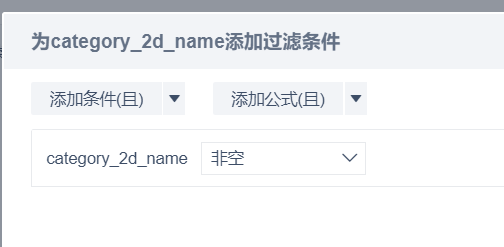 为category_2d_name添加过滤条件
添加条件(且) 添加公式(且)
category_2d_name 非空